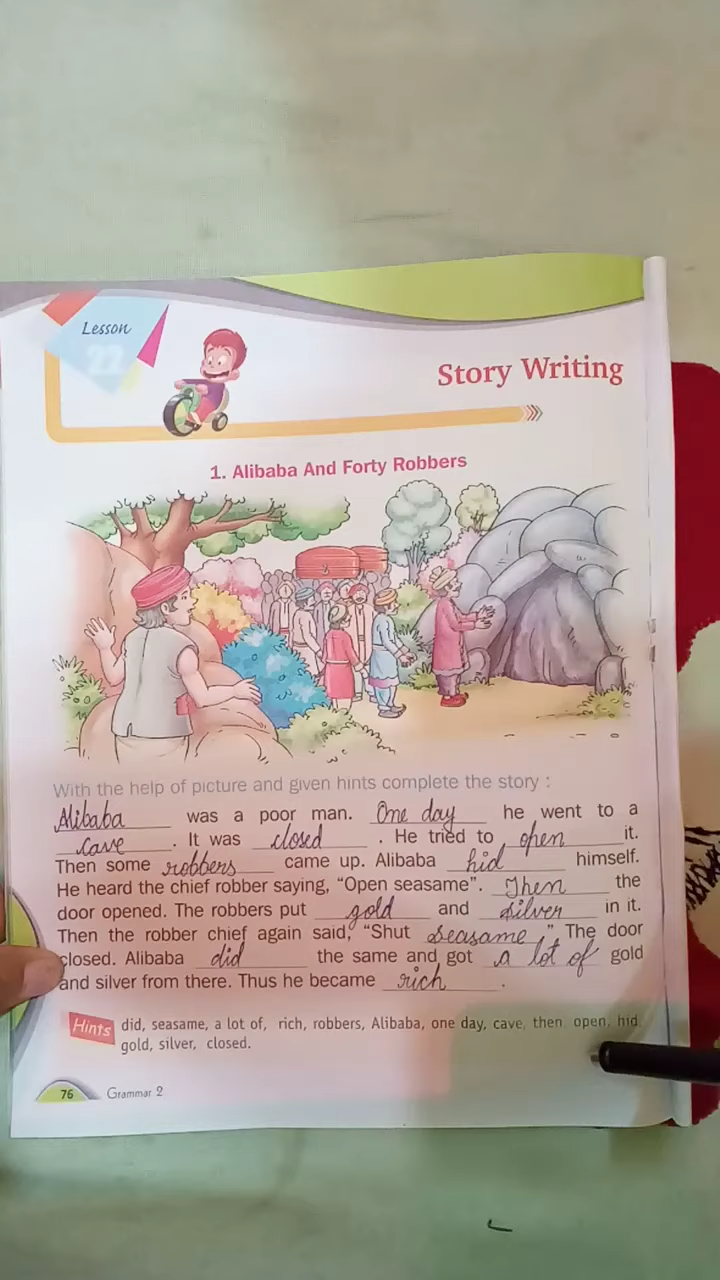 Lesson
22
Story Writing
1. Alibaba And Forty Robbers
With the help of picture and given hints complete the story :
Alibaba was a poor man. One day he went to a
cave. It was closed. He tried to open it.
Then some robbers came up. Alibaba hid himself.
He heard the chief robber saying, “Open seasame”. Then the
door opened. The robbers put gold and silver in it.
Then the robber chief again said, “Shut seasame.” The door
closed. Alibaba did the same and got a lot of gold
and silver from there. Thus he became rich.
Hints did, seasame, a lot of, rich, robbers, Alibaba, one day, cave, then open, hid
gold, silver, closed.
76 Grammar 2